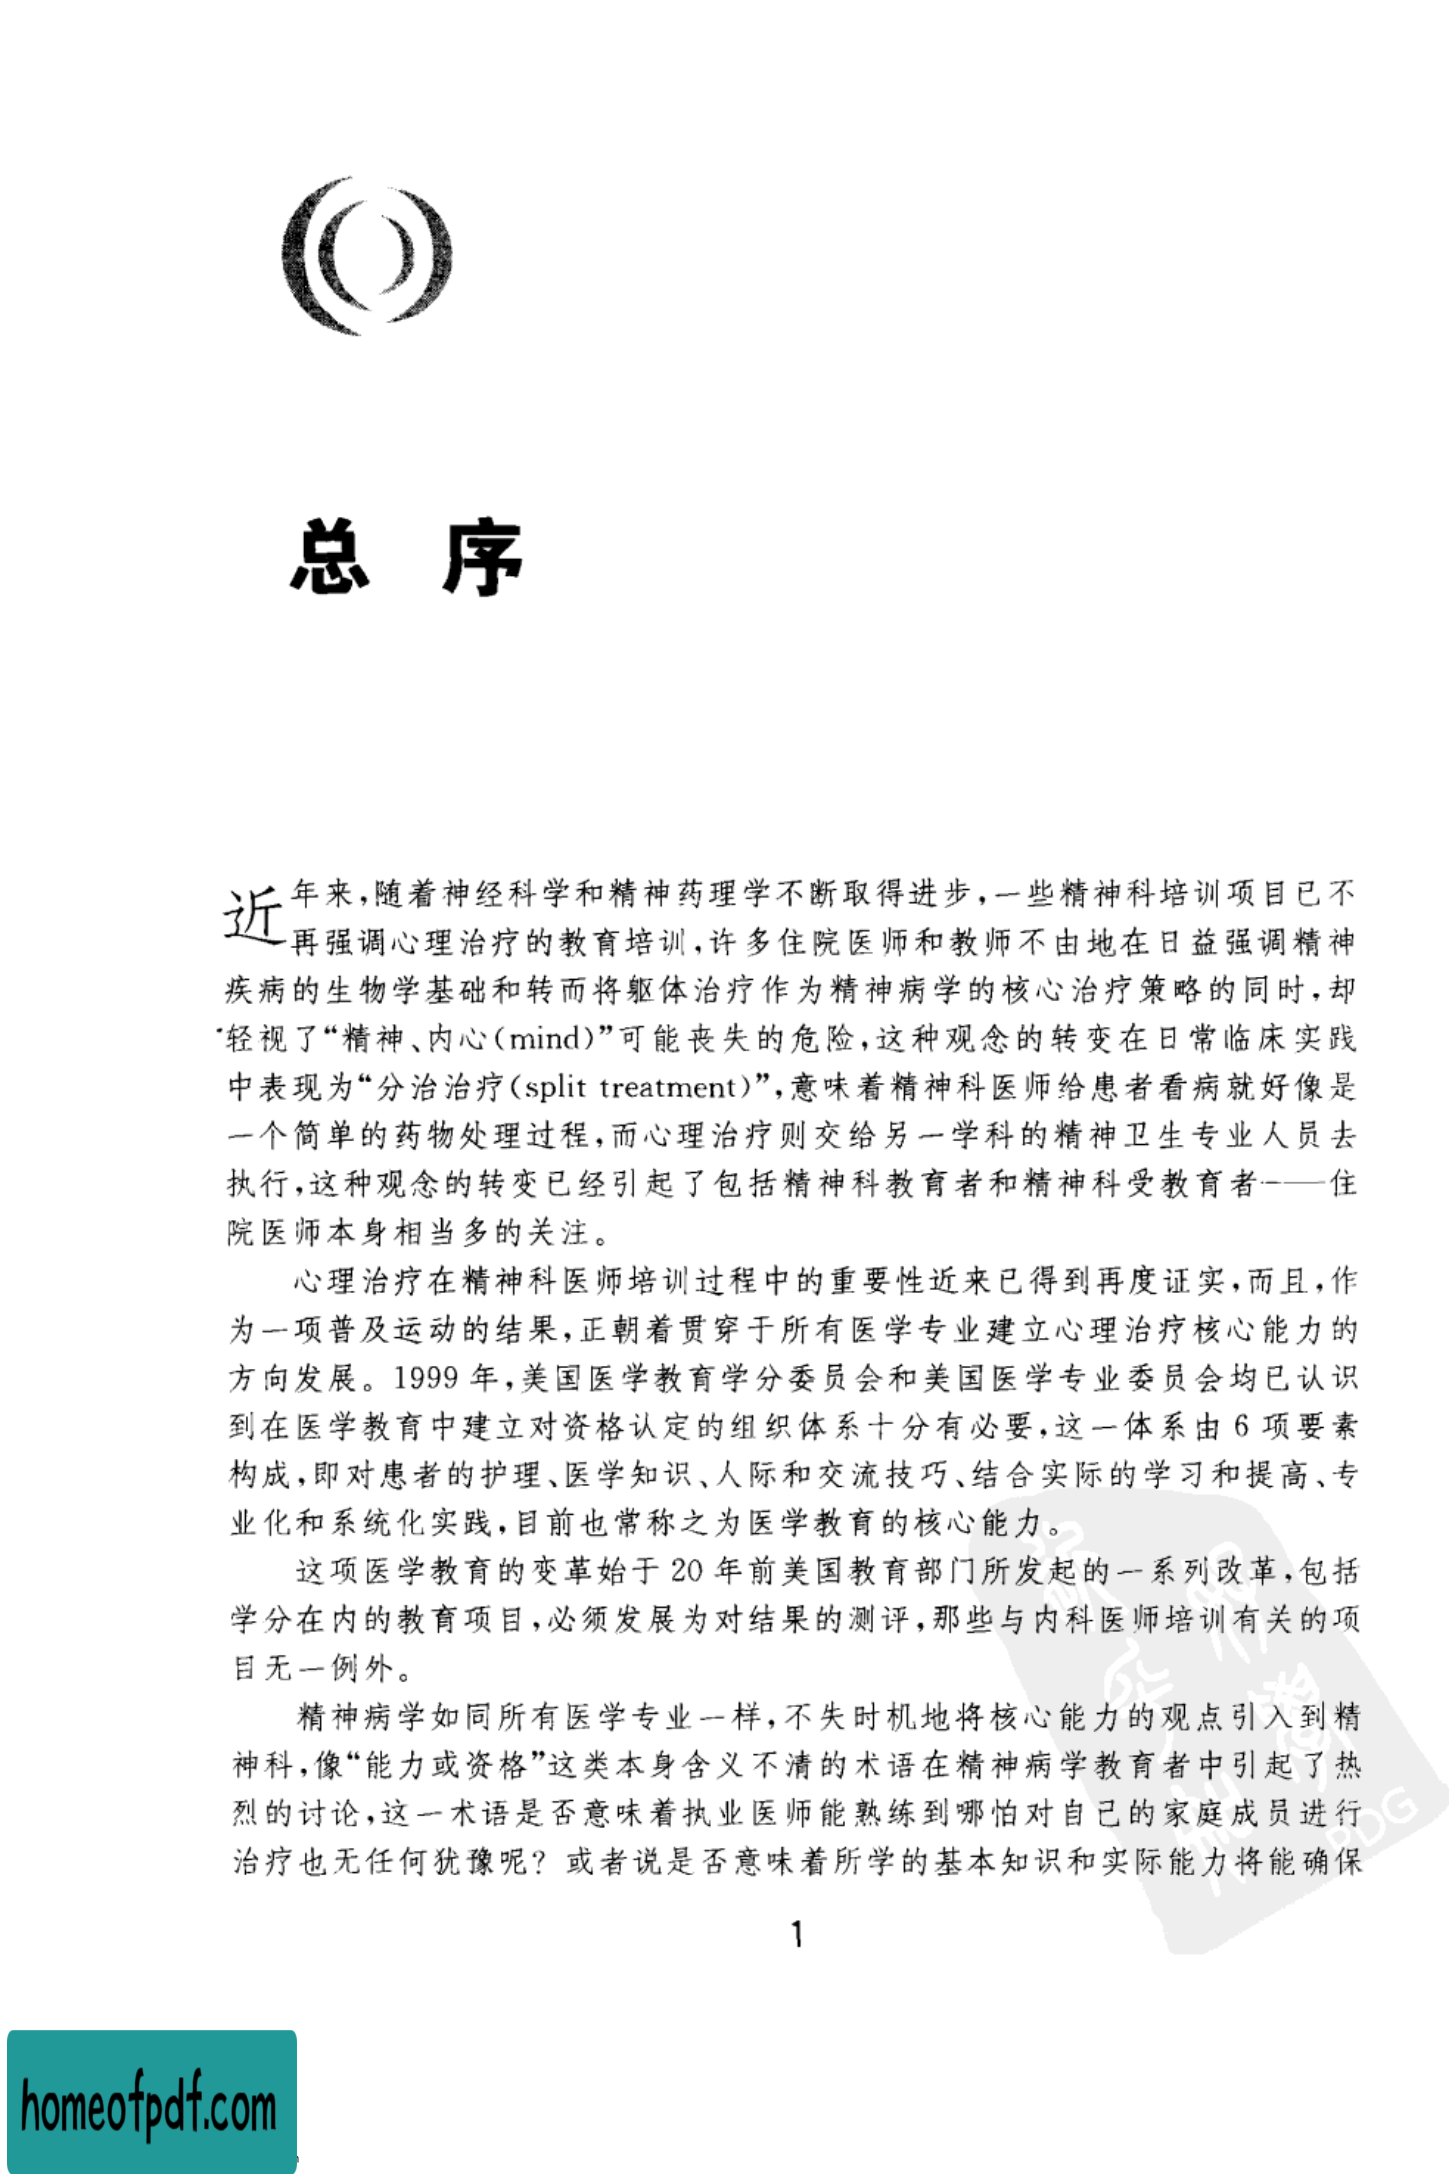 总 序
近年来，随着神经科学和精神药理学不断取得进步，一些精神科培训项目已不
再强调心理治疗的教育培训，许多住院医师和教师不由地在日益强调精神
疾病的生物学基础和转而将躯体治疗作为精神病学的核心治疗策略的同时，却
轻视了“精神、内心(mind)”可能丧失的危险，这种观念的转变在日常临床实践
中表现为“分治治疗(split treatment)”，意味着精神科医师给患者看病就好像是
一个简单的药物处理过程，而心理治疗则交给另一学科的精神卫生专业人员去
执行，这种观念的转变已经引起了包括精神科教育者和精神科受教育者——住
院医师本身相当多的关注。
心理治疗在精神科医师培训过程中的重要性近来已得到再度证实，而且，作
为一项普及运动的结果，正朝着贯穿于所有医学专业建立心理治疗核心能力的
方向发展。1999 年，美国医学教育学分委员会和美国医学专业委员会均已认识
到在医学教育中建立对资格认定的组织体系十分有必要，这一体系由 6 项要素
构成，即对患者的护理、医学知识、人际和交流技巧、结合实际的学习和提高、专
业化和系统化实践，目前也常称之为医学教育的核心能力。
这项医学教育的变革始于 20 年前美国教育部门所发起的一系列改革，包括
学分在内的教育项目，必须发展为对结果的测评，那些与内科医师培训有关的项
目无一例外。
精神病学如同所有医学专业一样，不失时机地将核心能力的观点引入到精
神科，像“能力或资格”这类本身含义不清的术语在精神病学教育者中引起了热
烈的讨论，这一术语是否意味着执业医师能熟练到哪怕对自己的家庭成员进行
治疗也无任何犹豫呢？或者说是否意味着所学的基本知识和实际能力将能确保
PDG
1
homeofpdf.com